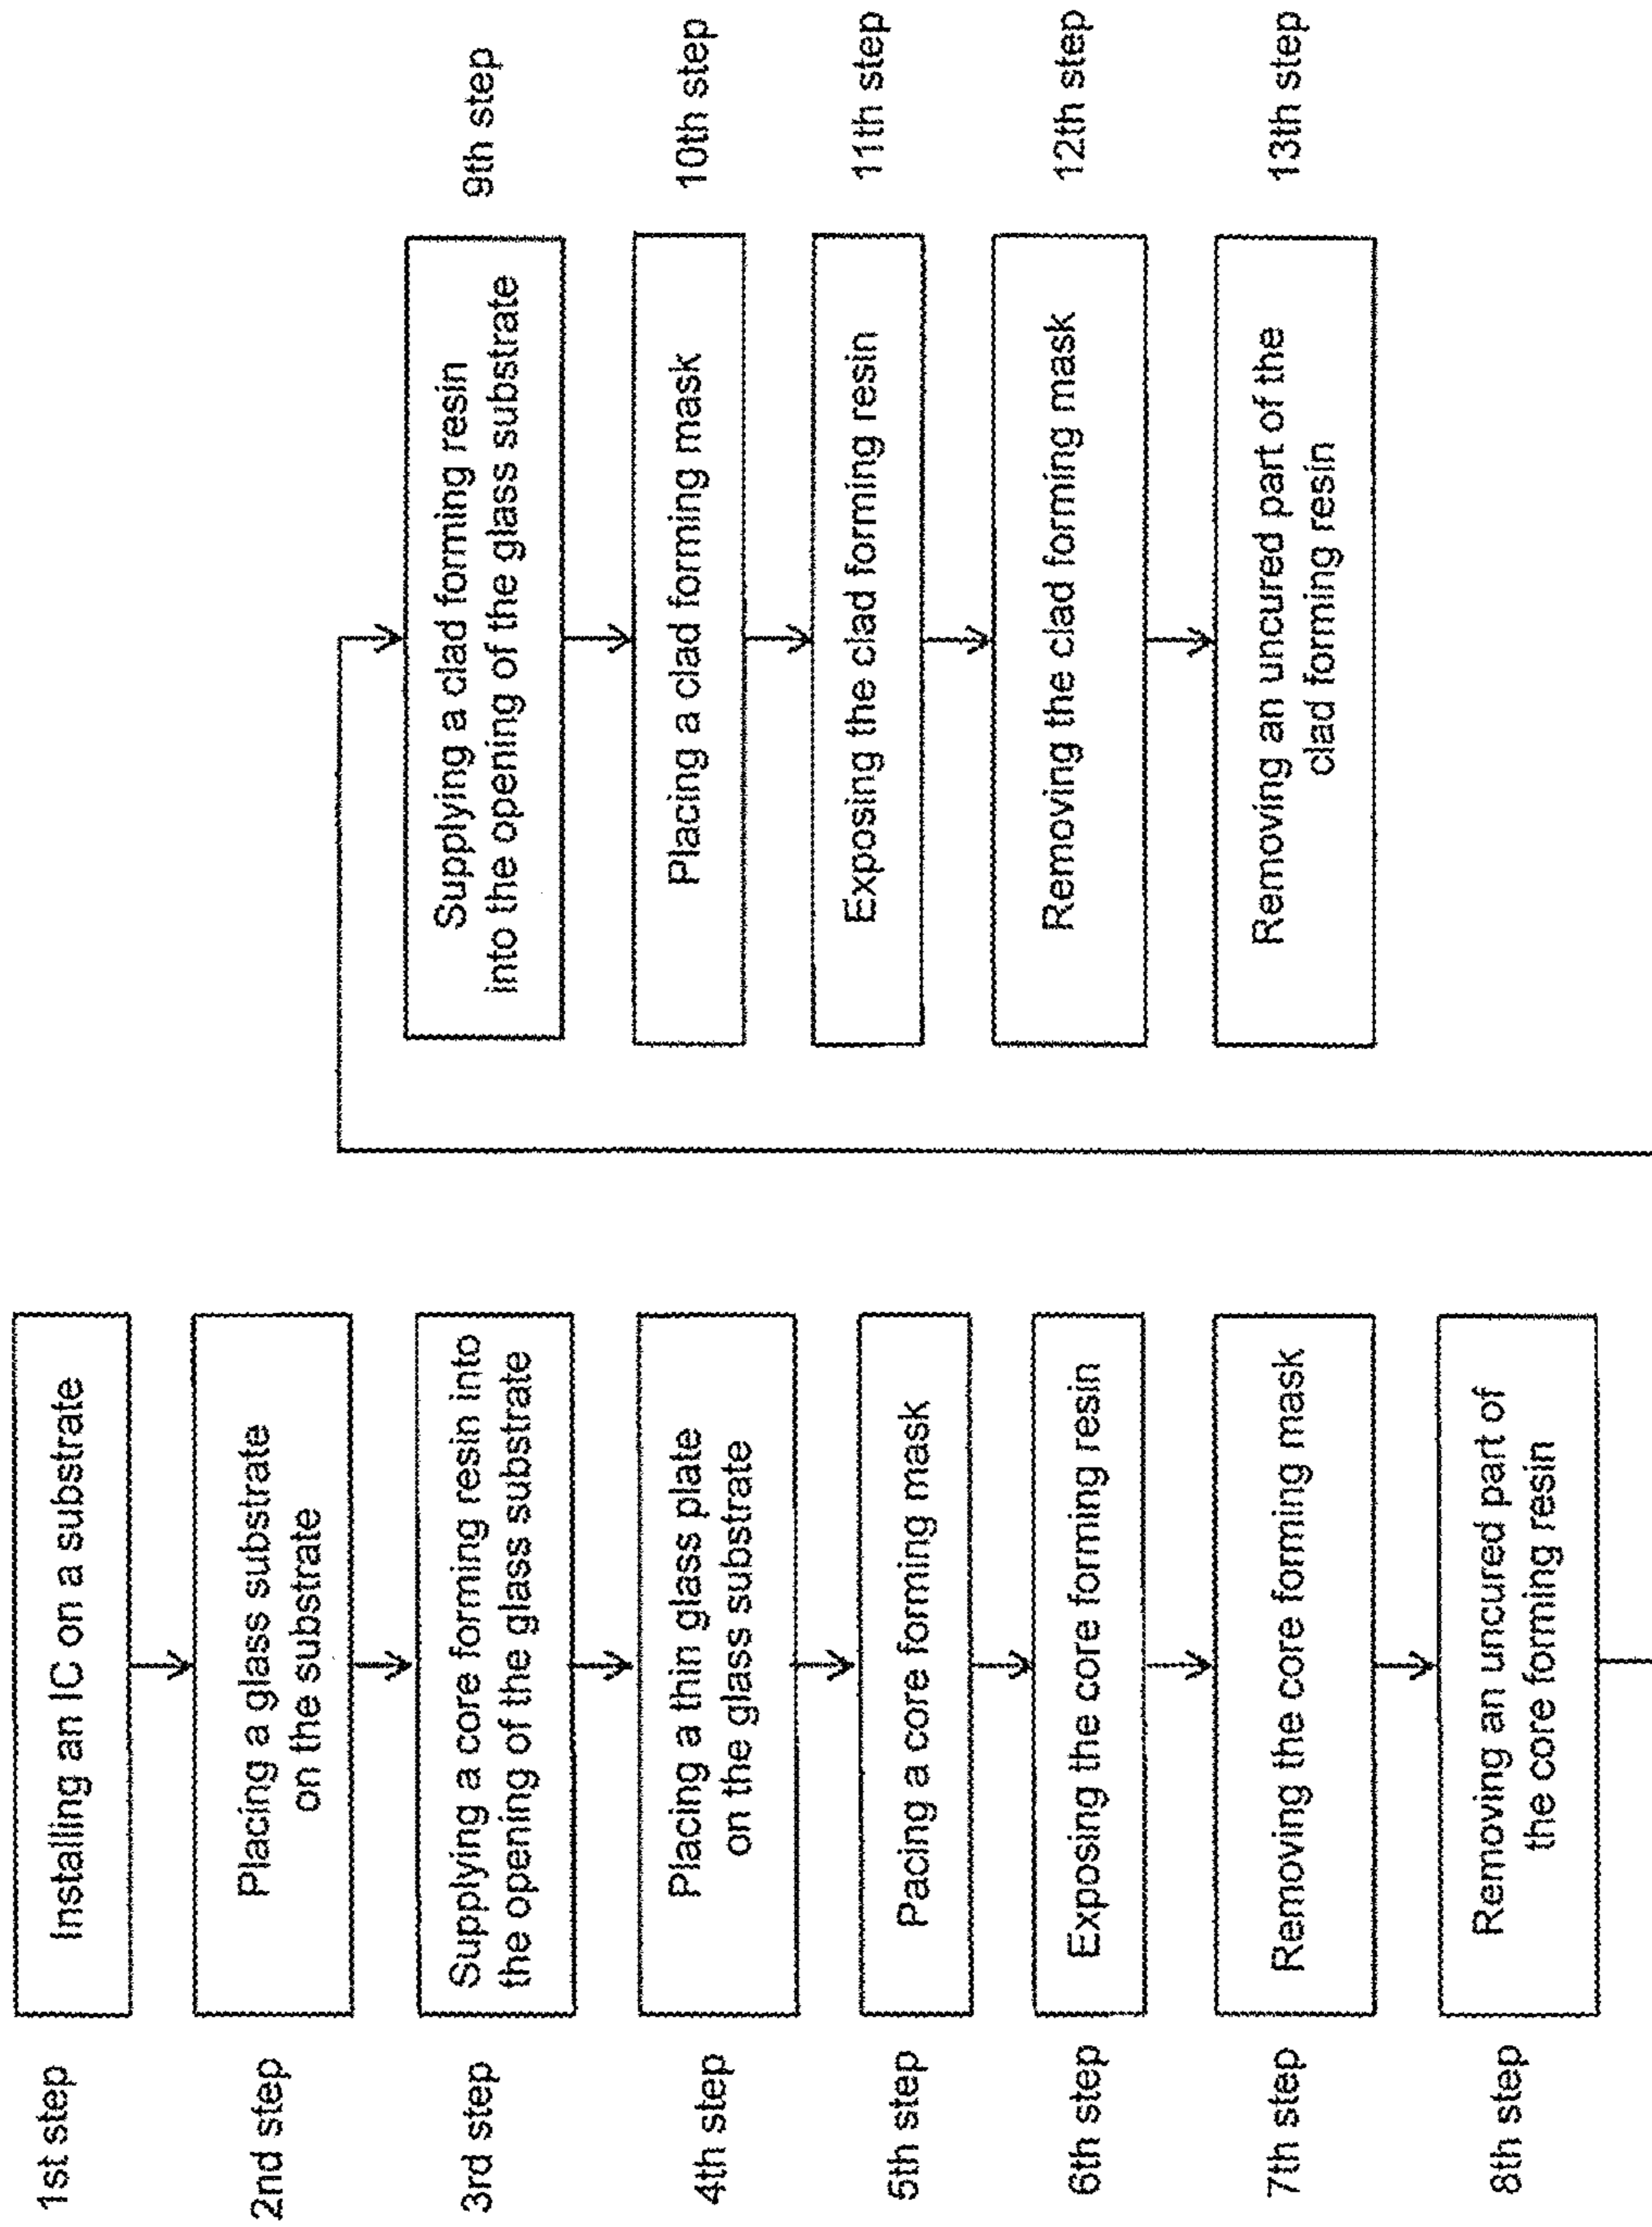 1st step
Installing an IC on a substrate
2nd step
Placing a glass substrate
on the substrate
3rd step
Supplying a core forming resin into
the opening of the glass substrate
4th step
Placing a thin glass plate
on the glass substrate
5th step
Pacing a core forming mask
6th step
Exposing the core forming resin
7th step
Removing the core forming mask
8th step
Removing an uncured part of
the core forming resin
Supplying a clad forming resin
into the opening of the glass substrate
9th step
Placing a clad forming mask
10th step
Exposing the clad forming resin
11th step
Removing the clad forming mask
12th step
Removing an uncured part of the
clad forming resin
13th step